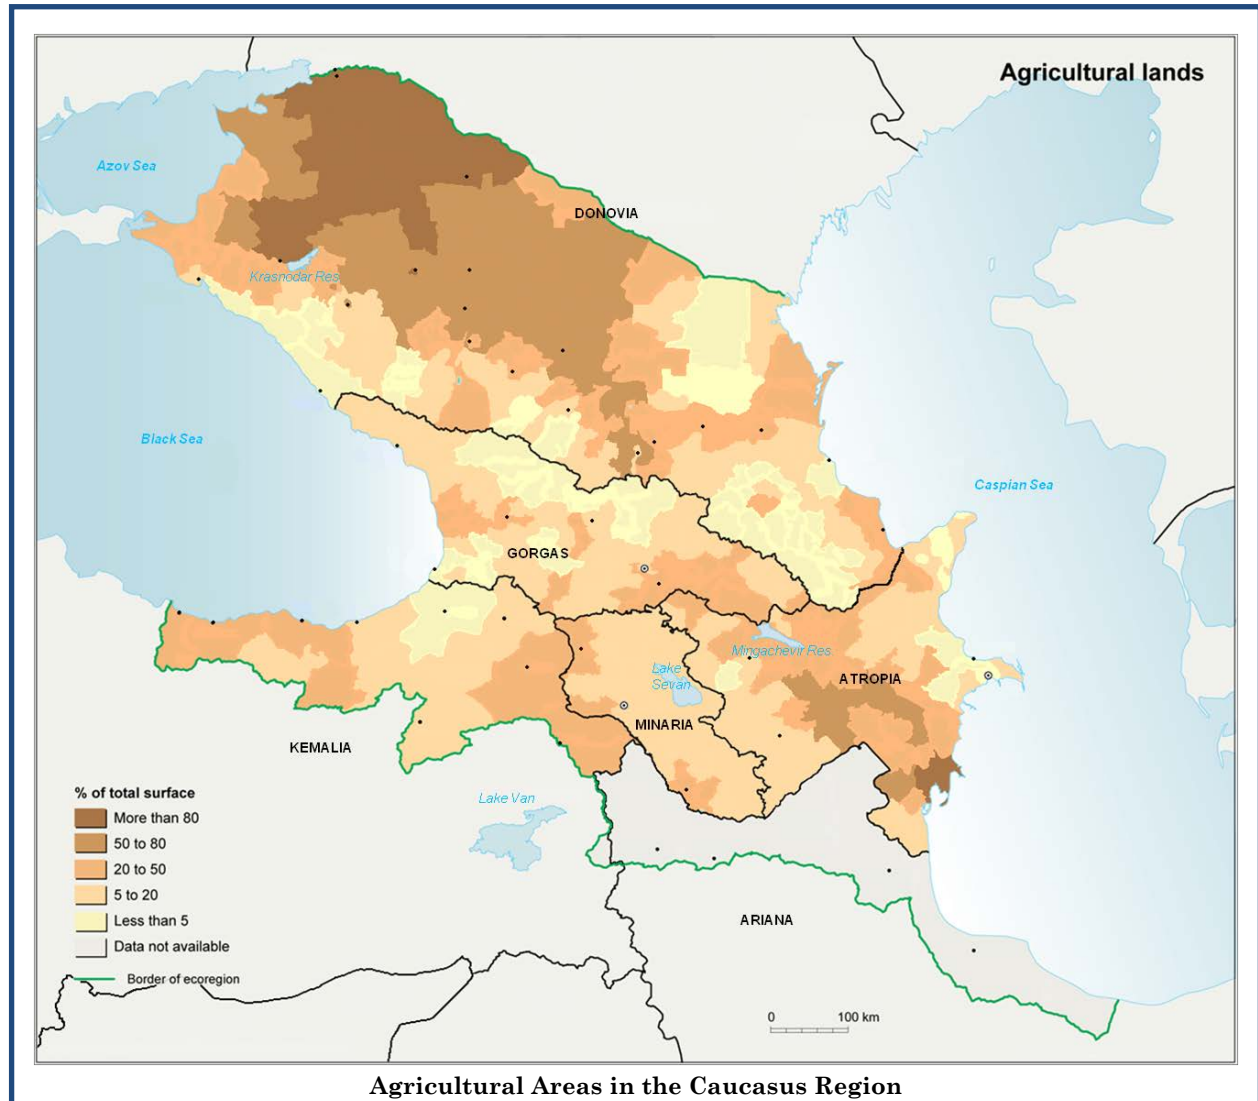 Agricultural lands
Azov Sea
DONOVIA
Krasnodar Res
Black Sea
Caspian Sea
GORGAS
Mingachevir Res
Lake
Sevan
ATROPIA
MINARIA
KEMALIA
Lake Van
% of total surface
More than 80
50 to 80
20 to 50
5 to 20
Less than 5
Data not available
Border of ecoregion
ARIANA
0 100 km
Agricultural Areas in the Caucasus Region